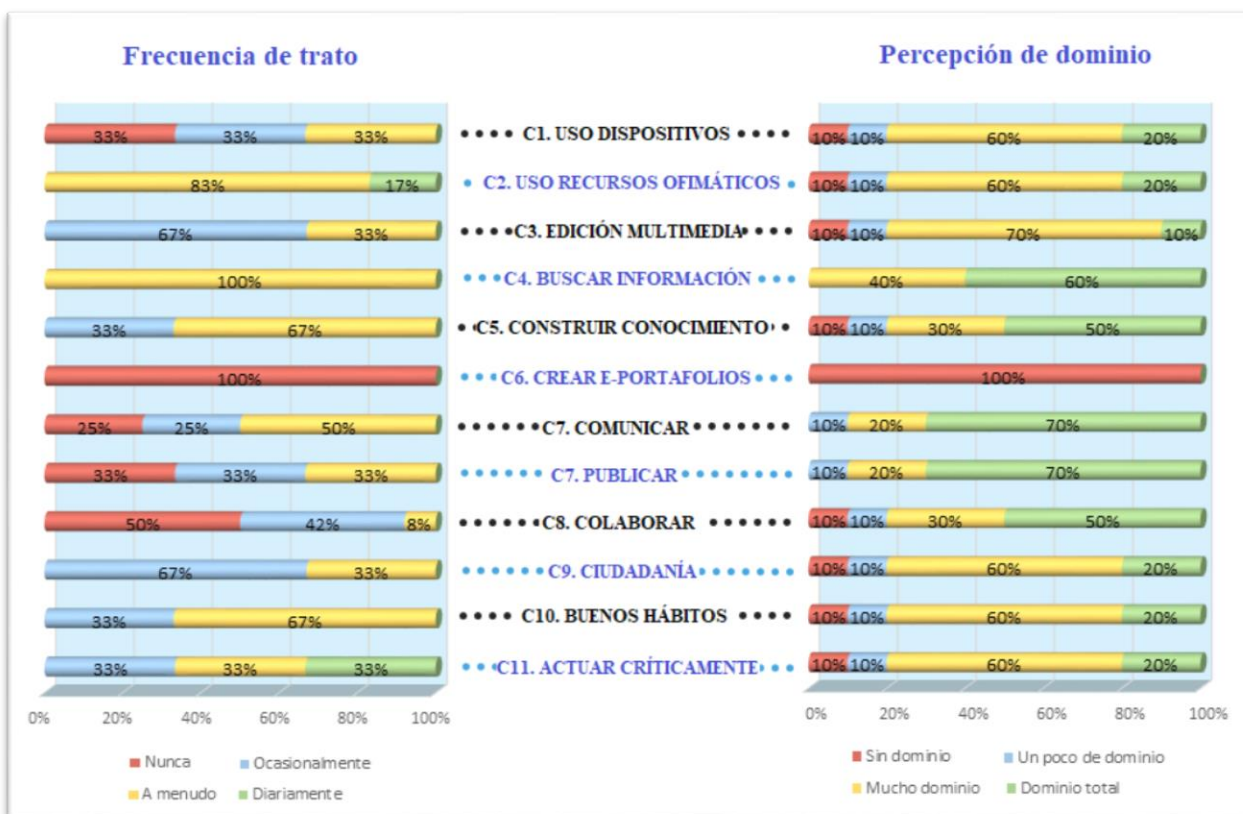 Frecuencia de trato
Percepción de dominio
33% 33% 33% C1. USO DISPOSITIVOS 10% 10% 60% 20%
83% 17% C2. USO RECURSOS OFIMÁTICOS 10% 10% 60% 20%
67% 33% C3. EDICIÓN MULTIMEDIA 10% 10% 70% 10%
100% C4. BUSCAR INFORMACIÓN 40% 60%
33% 67% C5. CONSTRUIR CONOCIMIENTO 10% 10% 30% 50%
100% C6. CREAR E-PORTAFOLIOS 100%
25% 25% 50% C7. COMUNICAR 10% 20% 70%
33% 33% 33% C7. PUBLICAR 10% 20% 70%
50% 42% 8% C8. COLABORAR 10% 10% 30% 50%
67% 33% C9. CIUDADANÍA 10% 10% 60% 20%
33% 67% C10. BUENOS HÁBITOS 10% 10% 60% 20%
33% 33% 33% C11. ACTUAR CRÍTICAMENTE 10% 10% 60% 20%
0% 20% 40% 60% 80% 100% 0% 20% 40% 60% 80% 100%
Nunca Ocasionalmente
A menudo Diariamente
Sin dominio Un poco de dominio
Mucho dominio Dominio total